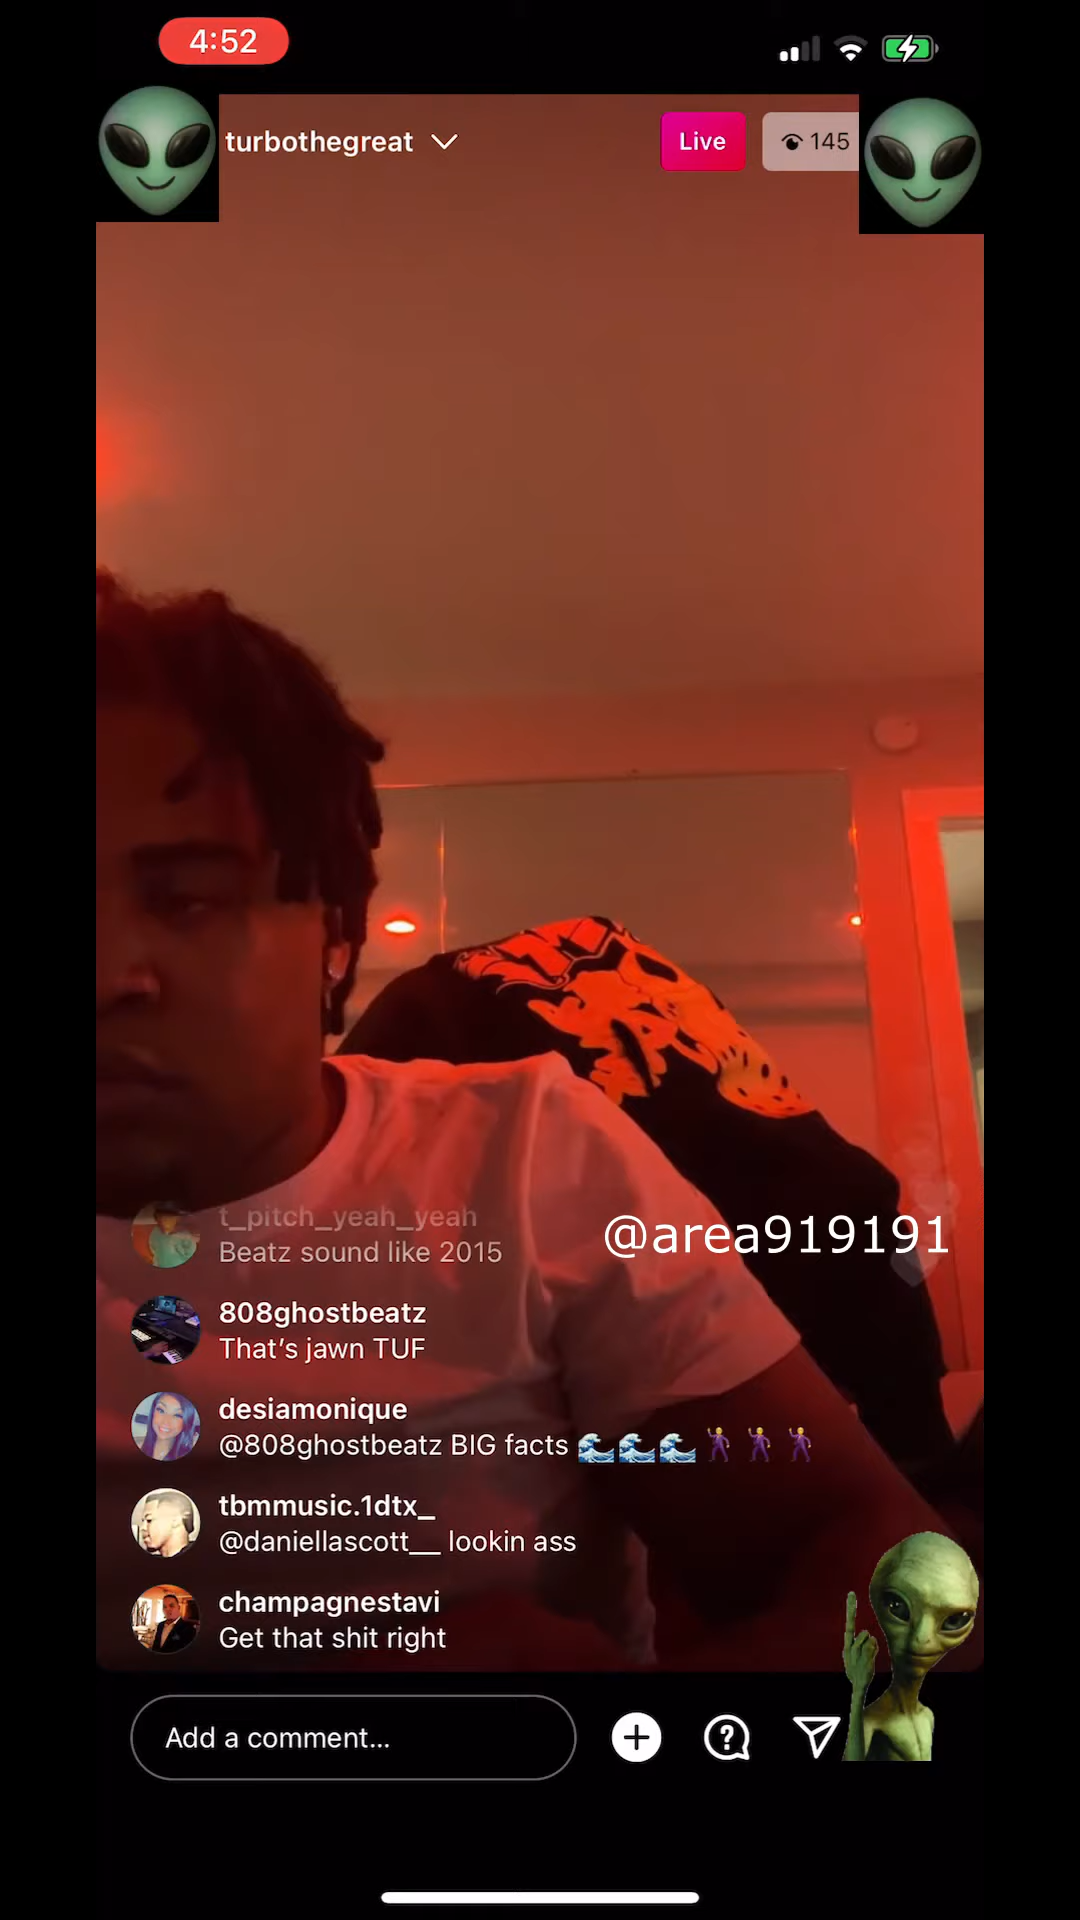 4:52
turbothegreat
Live
145
t_pitch_yeah_yeah
Beatz sound like 2015
@area919191
808ghostbeatz
That's jawn TUF
desiamonique
@808ghostbeatz BIG facts 🌊🌊🌊🕺🕺🕺
tbmmusic.1dtx_
@daniellascott__ lookin ass
champagnestavi
Get that shit right
Add a comment...